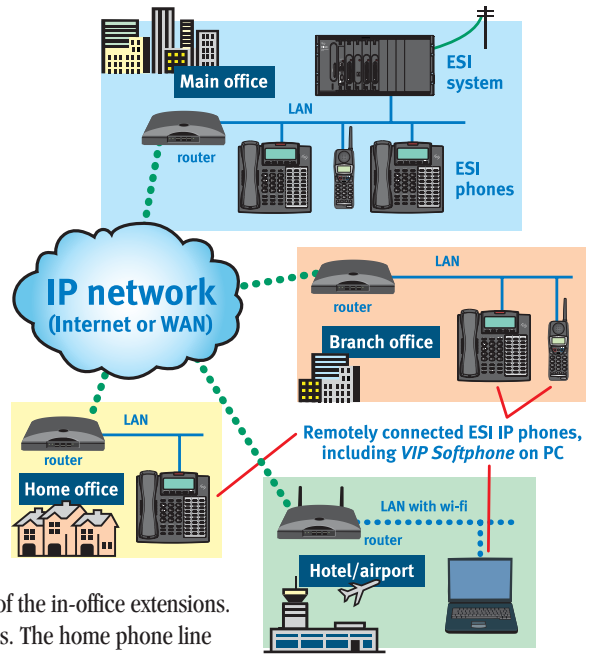 Main office
ESI
system
LAN
router
ESI
phones
IP network
(Internet or WAN)
LAN
router
Branch office
LAN
router
Home office
Remotely connected ESI IP phones,
including VIP Softphone on PC
LAN with wi-fi
router
Hotel/airport
of the in-office extensions.
s. The home phone line